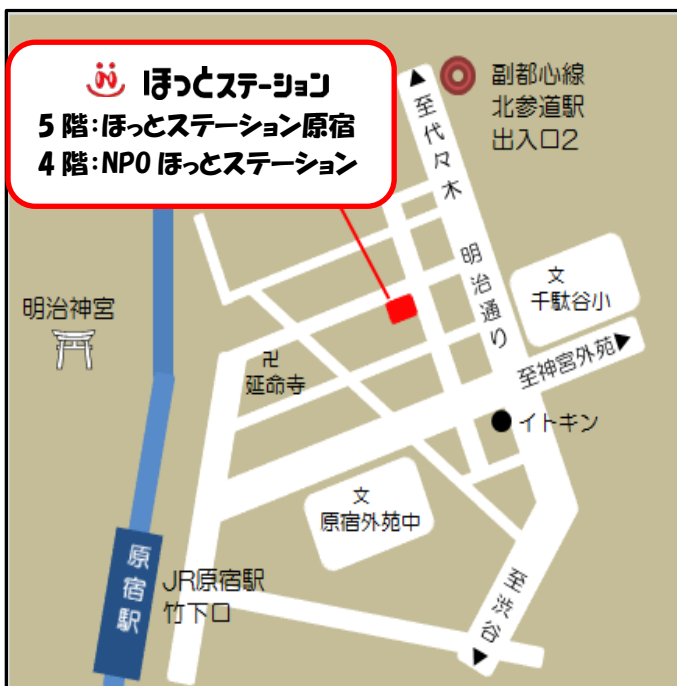 ほっとステーション
5階:ほっとステーション原宿
4階:NPOほっとステーション
副都心線
北参道駅
出入口2
▲至代々木
明治通り
文
千駄谷小
明治神宮
卍
延命寺
至神宮外苑▶
●イトキン
文
原宿外苑中
原宿駅
JR原宿駅
竹下口
至渋谷▼